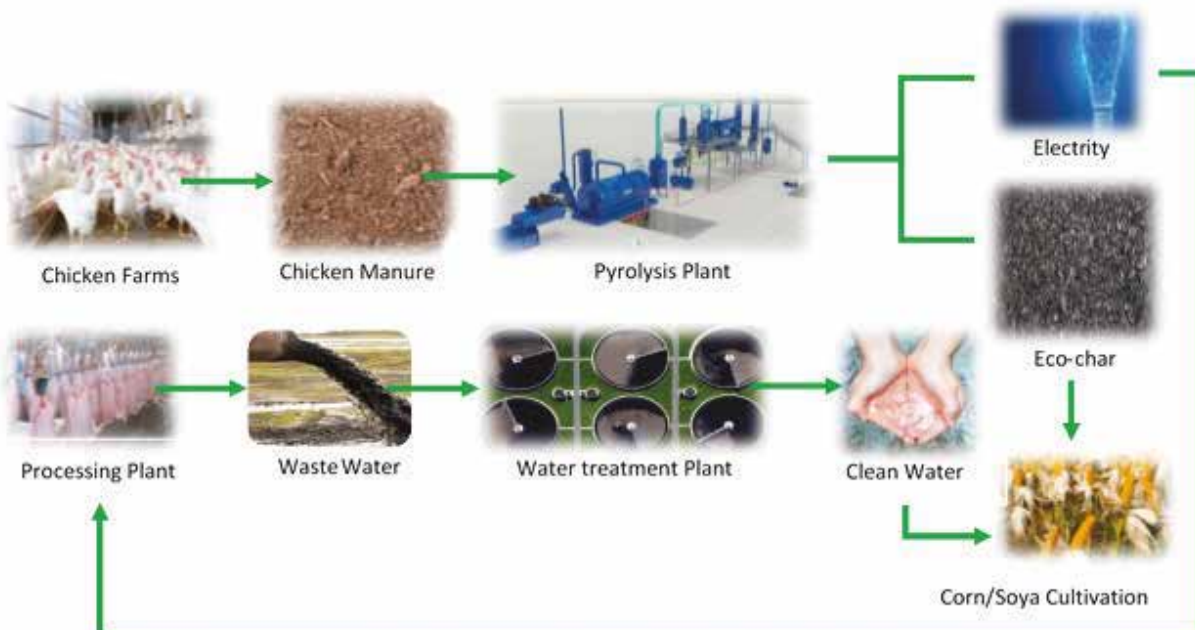 Electrity
Chicken Farms
Chicken Manure
Pyrolysis Plant
Eco-char
Processing Plant
Waste Water
Water treatment Plant
Clean Water
Corn/Soya Cultivation